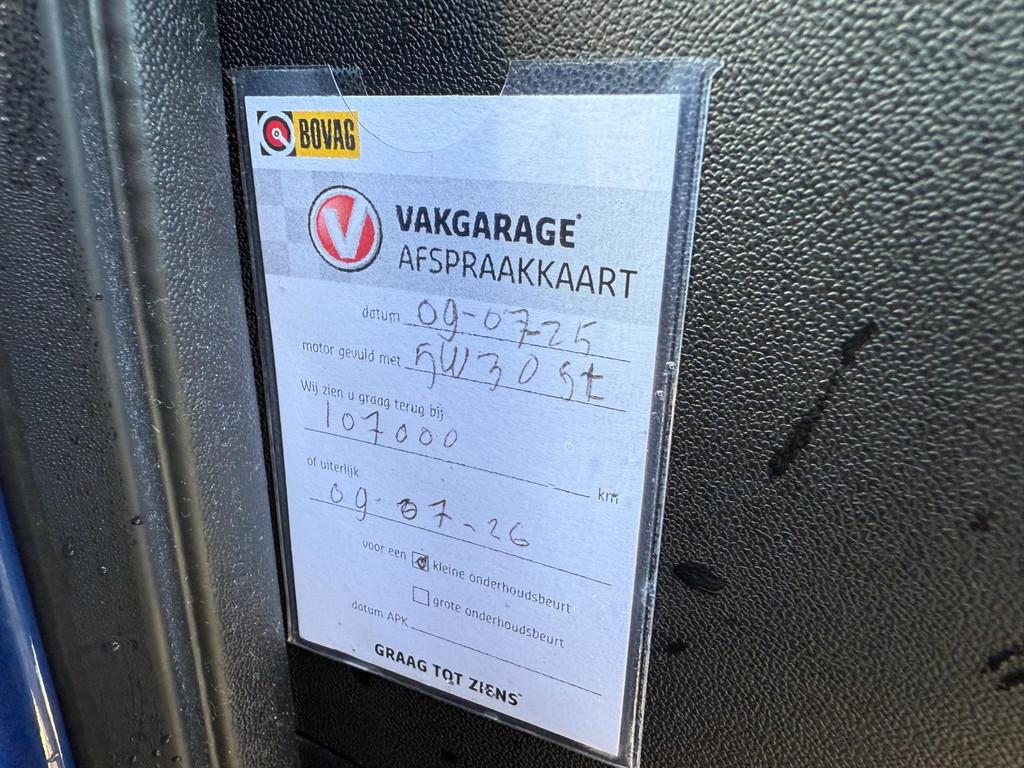 BOVAG
VAKGARAGE
AFSPRAAKKAART
datum 09-07-25
motor gevuld met 5W30 st
Wij zien u graag terug bij
107000 km
of uiterlijk
09-07-26
voor een kleine onderhoudsbeurt
grote onderhoudsbeurt
datum APK
GRAAG TOT ZIENS